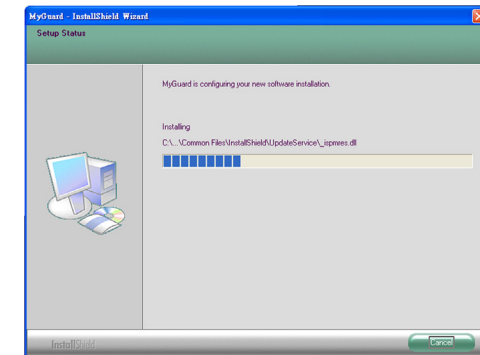 MyGuard - InstallShield Wizard
Setup Status
MyGuard is configuring your new software installation.
Installing
C:\...\Common Files\InstallShield\UpdateService\_ispmres.dll
InstallShield
Cancel